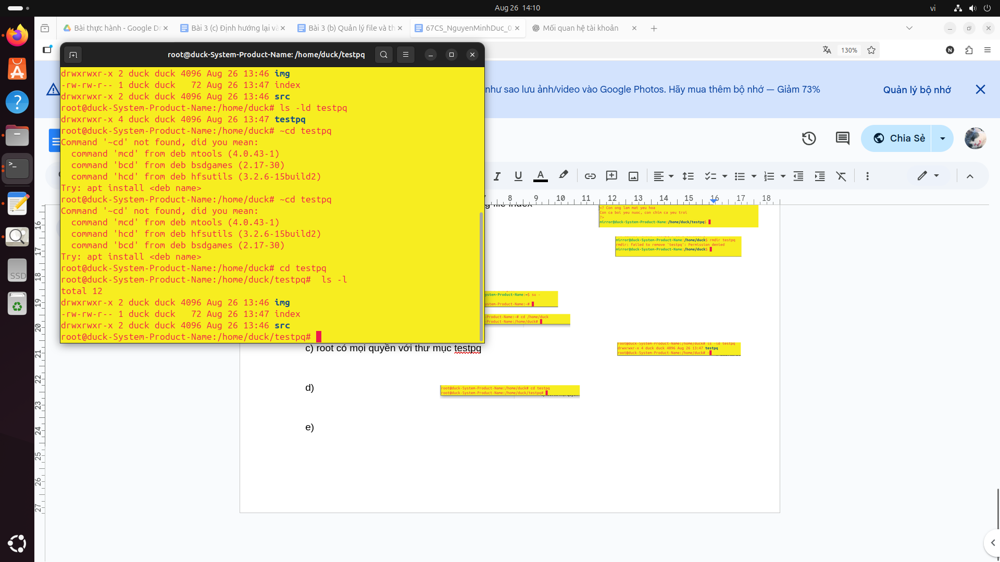 Aug 26 14:10
vi
Bài thực hành - Google Dr
Bài 3 (c) Định hướng lại và
Bài 3 (b) Quản lý file và th
67CS_NguyenMinhDuc_0
Mối quan hệ tài khoản
130%
N
root@duck-System-Product-Name: /home/duck/testpq
như sao lưu ảnh/video vào Google Photos. Hãy mua thêm bộ nhớ — Giảm 73%
Quản lý bộ nhớ
Chia Sẻ
drwxrwxr-x 2 duck duck 4096 Aug 26 13:46 img
-rw-rw-r-- 1 duck duck   72 Aug 26 13:47 index
drwxrwxr-x 2 duck duck 4096 Aug 26 13:46 src
root@duck-System-Product-Name:/home/duck# ls -ld testpq
drwxrwxr-x 4 duck duck 4096 Aug 26 13:47 testpq
root@duck-System-Product-Name:/home/duck# ~cd testpq
Command '~cd' not found, did you mean:
  command 'mcd' from deb mtools (4.0.43-1)
  command 'bcd' from deb bsdgames (2.17-30)
  command 'hcd' from deb hfsutils (3.2.6-15build2)
Try: apt install <deb name>
root@duck-System-Product-Name:/home/duck# ~cd testpq
Command '~cd' not found, did you mean:
  command 'mcd' from deb mtools (4.0.43-1)
  command 'hcd' from deb hfsutils (3.2.6-15build2)
  command 'bcd' from deb bsdgames (2.17-30)
Try: apt install <deb name>
root@duck-System-Product-Name:/home/duck# cd testpq
root@duck-System-Product-Name:/home/duck/testpq#  ls -l
total 12
drwxrwxr-x 2 duck duck 4096 Aug 26 13:46 img
-rw-rw-r-- 1 duck duck   72 Aug 26 13:47 index
drwxrwxr-x 2 duck duck 4096 Aug 26 13:46 src
root@duck-System-Product-Name:/home/duck/testpq#
7 8 9 10 11 12 13 14 15 16 17 18
16
17
18
19
20
21
22
23
24
25
26
27
g file index
<? Con ong lam mat yeu hoa
Con ca boi yeu nuoc, con chim ca yeu troi
?>
mirror@duck-System-Product-Name:/home/duck/testpq$
mirror@duck-System-Product-Name:/home/duck$ rmdir testpq
rmdir: failed to remove 'testpq': Permission denied
mirror@duck-System-Product-Name:/home/duck$
ystem-Product-Name:~$ su -
ystem-Product-Name:~#
-Product-Name:~# cd /home/duck
-Product-Name:/home/duck#
c) root có mọi quyền với thư mục testpq
root@duck-System-Product-Name:/home/duck# ls -ld testpq
drwxrwxr-x 4 duck duck 4096 Aug 26 13:47 testpq
root@duck-System-Product-Name:/home/duck# ~
d)
root@duck-System-Product-Name:/home/duck# cd testpq
root@duck-System-Product-Name:/home/duck/testpq#
e)
SSD